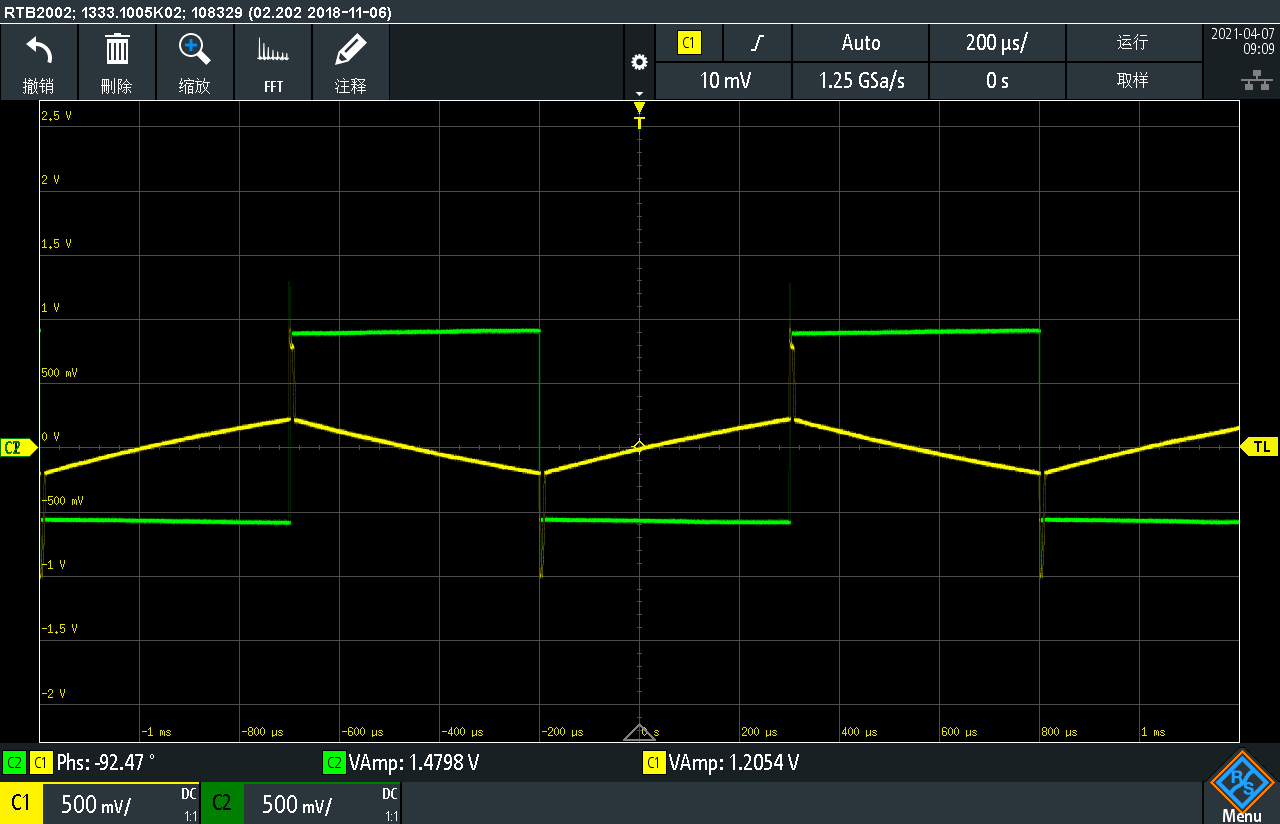 RTB2002; 1333.1005K02; 108329 (02.202 2018-11-06)
撤销 刪除 缩放 FFT 注释
C1 Auto 200 µs/ 运行
10 mV 1.25 GSa/s 0 s 取样
2021-04-07
09:09
T
2.5 V
2 V
1.5 V
1 V
500 mV
0 V
C2 TL
-500 mV
-1 V
-1.5 V
-2 V
-1 ms -800 µs -600 µs -400 µs -200 µs 0 s 200 µs 400 µs 600 µs 800 µs 1 ms
C2 C1 Phs: -92.47 ° C2 VAmp: 1.4798 V C1 VAmp: 1.2054 V
C1 500 mV/ DC 1:1 C2 500 mV/ DC 1:1
R&S
Menu